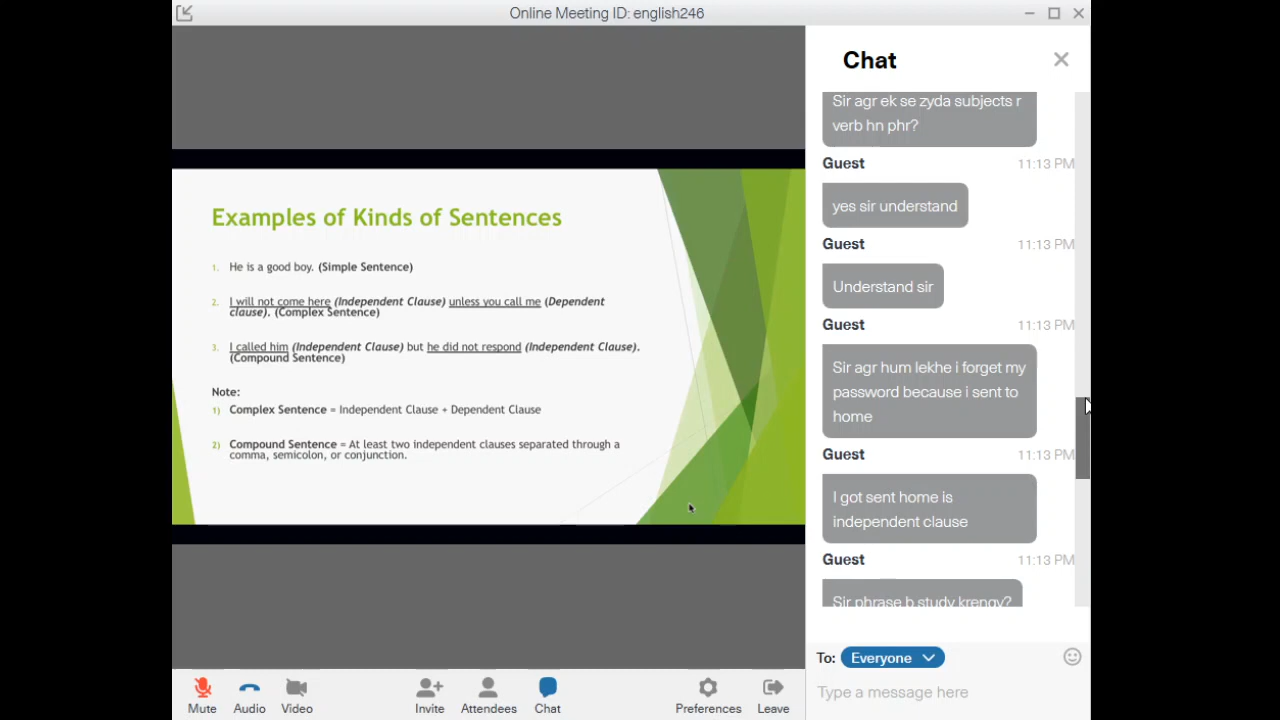 Online Meeting ID: english246
Examples of Kinds of Sentences
1. He is a good boy. (Simple Sentence)
2. I will not come here (Independent Clause) unless you call me (Dependent
clause). (Complex Sentence)
3. I called him (Independent Clause) but he did not respond (Independent Clause).
(Compound Sentence)
Note:
1) Complex Sentence = Independent Clause + Dependent Clause
2) Compound Sentence = At least two independent clauses separated through a
comma, semicolon, or conjunction.
Chat
Sir agr ek se zyda subjects r
verb hn phr?
Guest 11:13 PM
yes sir understand
Guest 11:13 PM
Understand sir
Guest 11:13 PM
Sir agr hum lekhe i forget my
password because i sent to
home
Guest 11:13 PM
I got sent home is
independent clause
Guest 11:13 PM
Sir phrase b study krengy?
To: Everyone
Type a message here
Mute Audio Video Invite Attendees Chat Preferences Leave